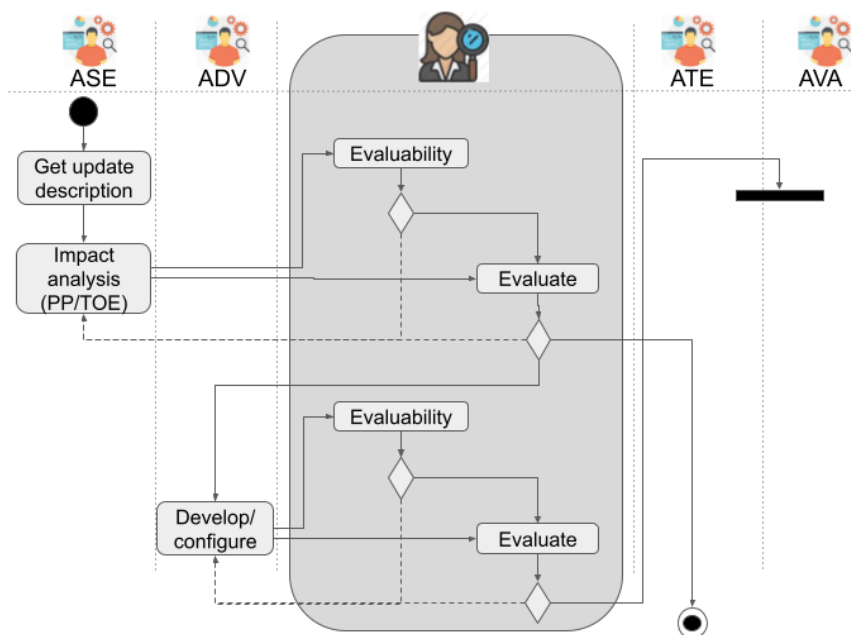 ASE
ADV
ATE
AVA
Get update
description
Evaluability
Impact
analysis
(PP/TOE)
Evaluate
Evaluability
Develop/
configure
Evaluate